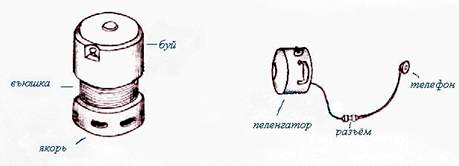 буй
вьюшка
якорь
пеленгатор
разъём
телефон